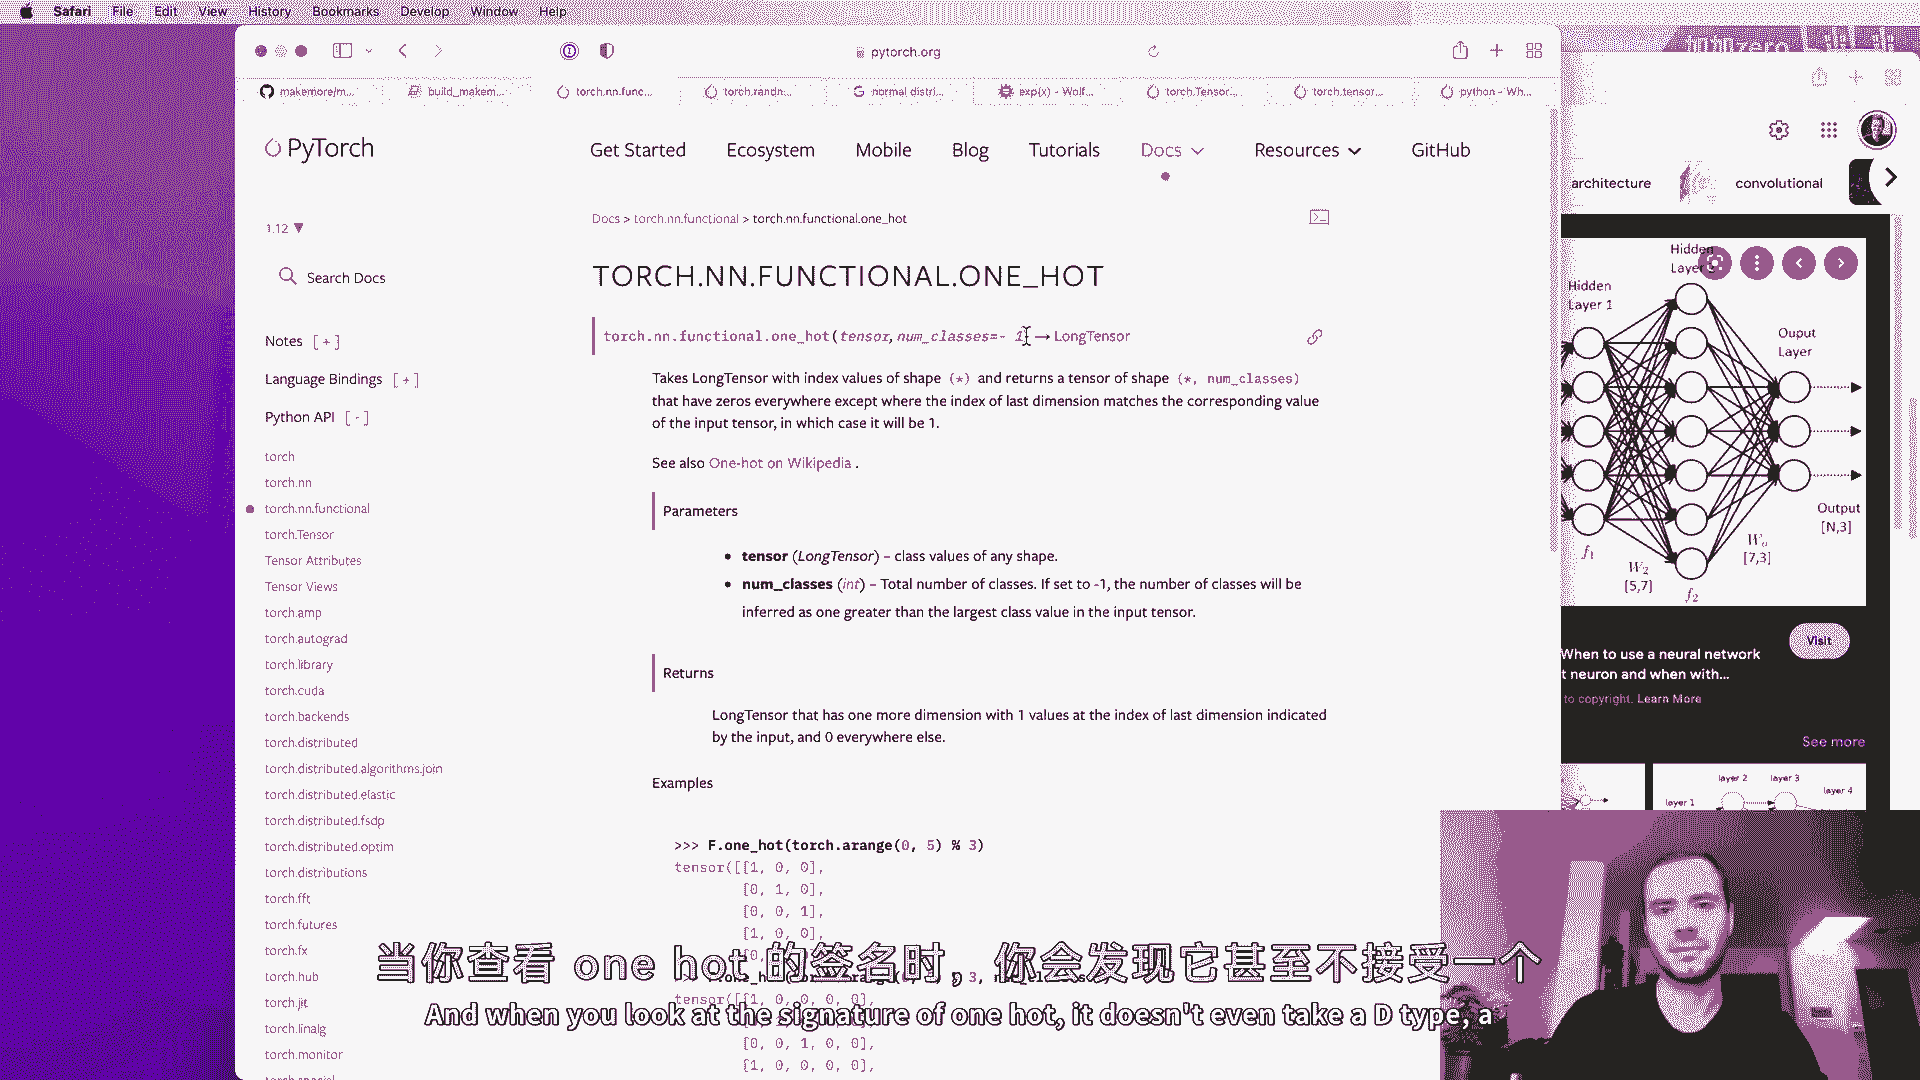 Safari File Edit View History Bookmarks Develop Window Help
pytorch.org
makemore/m... build_makem... torch.nn.func... torch.randn... normal distri... exp(x) - Wolf... torch.Tensor... torch.tensor... python - Wh...
PyTorch
Get Started Ecosystem Mobile Blog Tutorials Docs Resources GitHub
1.12 ▼
Search Docs
Notes [ + ]
Language Bindings [ + ]
Python API [ - ]
torch
torch.nn
torch.nn.functional
torch.Tensor
Tensor Attributes
Tensor Views
torch.amp
torch.autograd
torch.library
torch.cuda
torch.backends
torch.distributed
torch.distributed.algorithms.join
torch.distributed.elastic
torch.distributed.fsdp
torch.distributed.optim
torch.distributions
torch.fft
torch.futures
torch.fx
torch.hub
torch.jit
torch.linalg
torch.monitor
Docs > torch.nn.functional > torch.nn.functional.one_hot
TORCH.NN.FUNCTIONAL.ONE_HOT
torch.nn.functional.one_hot(tensor, num_classes=- 1) → LongTensor
Takes LongTensor with index values of shape (*) and returns a tensor of shape (*, num_classes)
that have zeros everywhere except where the index of last dimension matches the corresponding value
of the input tensor, in which case it will be 1.
See also One-hot on Wikipedia .
Parameters
• tensor (LongTensor) – class values of any shape.
• num_classes (int) – Total number of classes. If set to -1, the number of classes will be
inferred as one greater than the largest class value in the input tensor.
Returns
LongTensor that has one more dimension with 1 values at the index of last dimension indicated
by the input, and 0 everywhere else.
Examples
>>> F.one_hot(torch.arange(0, 5) % 3)
tensor([[1, 0, 0],
[0, 1, 0],
[0, 0, 1],
[1, 0, 0],
tensor([[1, 0, 0, 0, 0],
[0, 0, 1, 0, 0],
[1, 0, 0, 0, 0],
当你查看 one hot 的签名时，你会发现它甚至不接受一个
And when you look at the signature of one hot, it doesn't even take a D type, a
architecture
convolutional
Hidden
Layer
Hidden
Layer 1
Ouput
Layer
Output
[N,3]
f1
W2
[5,7]
f2
[7,3]
Visit
When to use a neural network
t neuron and when with...
to copyright. Learn More
See more
layer 1
layer 2
layer 3
layer 4